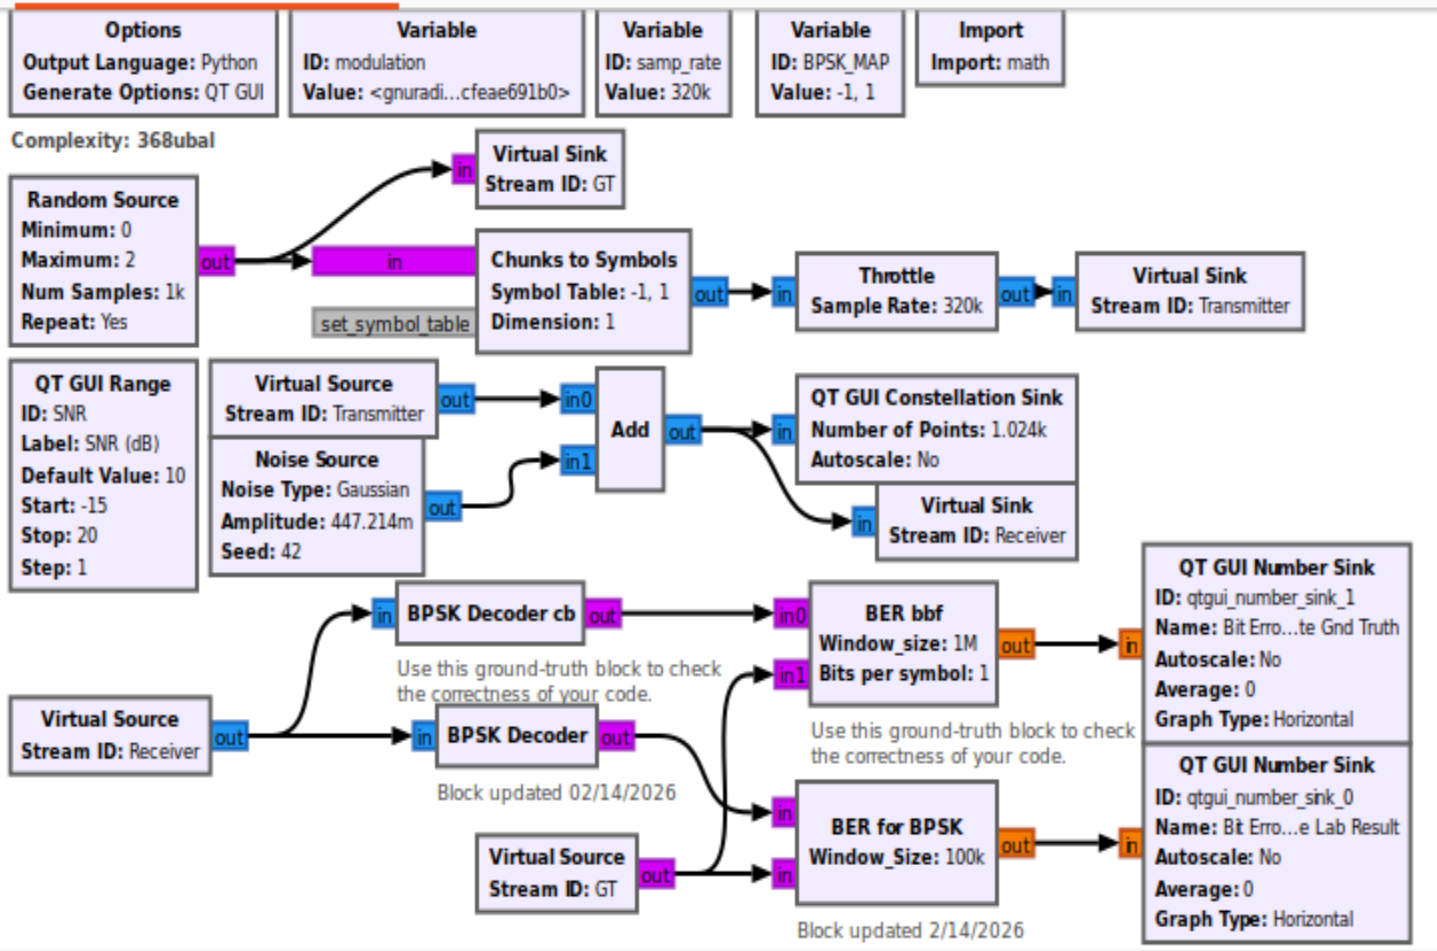 Options
Output Language: Python
Generate Options: QT GUI
Variable
ID: modulation
Value: <gnuradi...cfeae691b0>
Variable
ID: samp_rate
Value: 320k
Variable
ID: BPSK_MAP
Value: -1, 1
Import
Import: math
Complexity: 368ubal
Virtual Sink
Stream ID: GT
in
Random Source
Minimum: 0
Maximum: 2
Num Samples: 1k
Repeat: Yes
out
in
set_symbol_table
Chunks to Symbols
Symbol Table: -1, 1
Dimension: 1
out
in
Throttle
Sample Rate: 320k
out
in
Virtual Sink
Stream ID: Transmitter
QT GUI Range
ID: SNR
Label: SNR (dB)
Default Value: 10
Start: -15
Stop: 20
Step: 1
Virtual Source
Stream ID: Transmitter
out
Noise Source
Noise Type: Gaussian
Amplitude: 447.214m
Seed: 42
out
in0
in1
Add
out
in
QT GUI Constellation Sink
Number of Points: 1.024k
Autoscale: No
in
Virtual Sink
Stream ID: Receiver
in
BPSK Decoder cb
out
Use this ground-truth block to check
the correctness of your code.
Virtual Source
Stream ID: Receiver
out
in
BPSK Decoder
out
Block updated 02/14/2026
Virtual Source
Stream ID: GT
out
in0
in1
BER bbf
Window_size: 1M
Bits per symbol: 1
out
Use this ground-truth block to check
the correctness of your code.
in
in
BER for BPSK
Window_Size: 100k
out
Block updated 2/14/2026
in
QT GUI Number Sink
ID: qtgui_number_sink_1
Name: Bit Erro...te Gnd Truth
Autoscale: No
Average: 0
Graph Type: Horizontal
in
QT GUI Number Sink
ID: qtgui_number_sink_0
Name: Bit Erro...e Lab Result
Autoscale: No
Average: 0
Graph Type: Horizontal